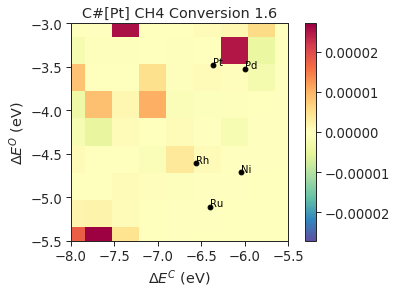 C#[Pt] CH4 Conversion 1.6
−3.0
−3.5
−4.0
−4.5
−5.0
−5.5
ΔE^O (eV)
Pt
Pd
Rh
Ni
Ru
−8.0 −7.5 −7.0 −6.5 −6.0 −5.5
ΔE^C (eV)
0.00002
0.00001
0.00000
−0.00001
−0.00002